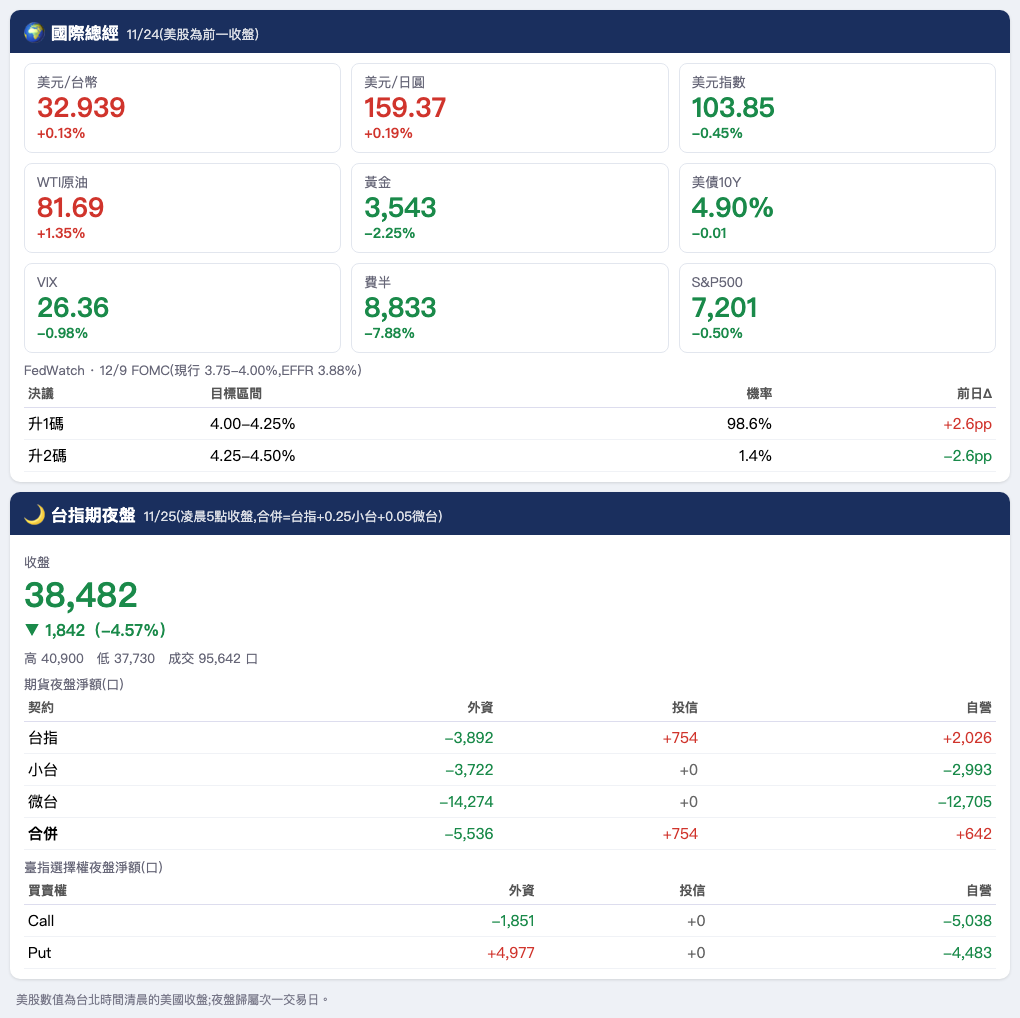 國際總經 11/24(美股為前一收盤)
美元/台幣
32.939
+0.13%
美元/日圓
159.37
+0.19%
美元指數
103.85
−0.45%
WTI原油
81.69
+1.35%
黃金
3,543
−2.25%
美債10Y
4.90%
−0.01
VIX
26.36
−0.98%
費半
8,833
−7.88%
S&P500
7,201
−0.50%
FedWatch · 12/9 FOMC(現行 3.75–4.00%,EFFR 3.88%)
決議 目標區間 機率 前日Δ
升1碼 4.00–4.25% 98.6% +2.6pp
升2碼 4.25–4.50% 1.4% −2.6pp
台指期夜盤 11/25(凌晨5點收盤,合併=台指+0.25小台+0.05微台)
收盤
38,482
▼ 1,842（−4.57%）
高 40,900 低 37,730 成交 95,642 口
期貨夜盤淨額(口)
契約 外資 投信 自營
台指 −3,892 +754 +2,026
小台 −3,722 +0 −2,993
微台 −14,274 +0 −12,705
合併 −5,536 +754 +642
臺指選擇權夜盤淨額(口)
買賣權 外資 投信 自營
Call −1,851 +0 −5,038
Put +4,977 +0 −4,483
美股數值為台北時間清晨的美國收盤;夜盤歸屬次一交易日。